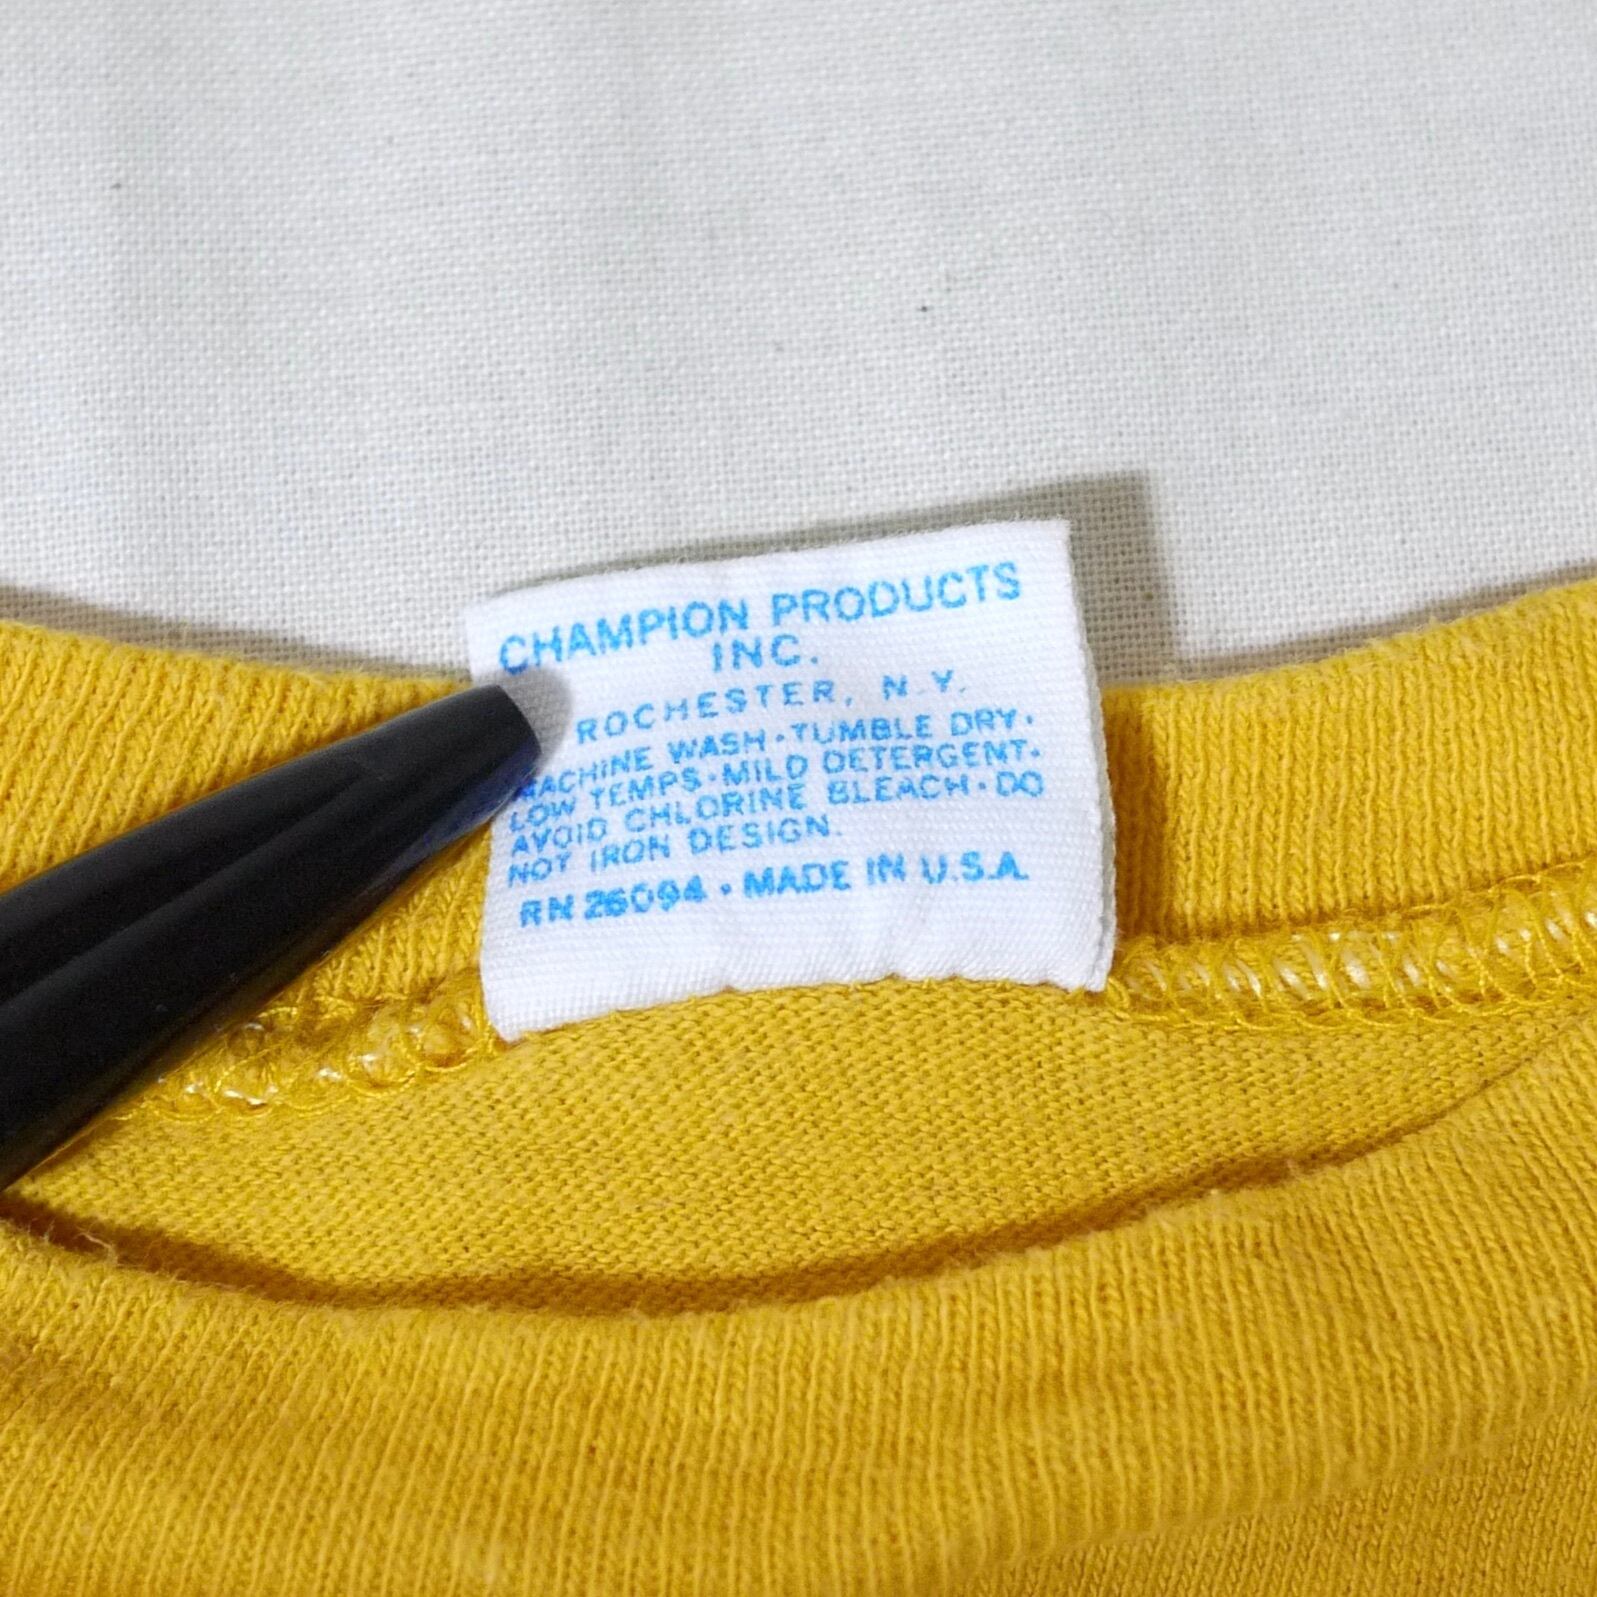 CHAMPION PRODUCTS
INC.
ROCHESTER, N.Y.
MACHINE WASH·TUMBLE DRY·
LOW TEMPS·MILD DETERGENT·
AVOID CHLORINE BLEACH·DO
NOT IRON DESIGN.
RN 26094 · MADE IN U.S.A.